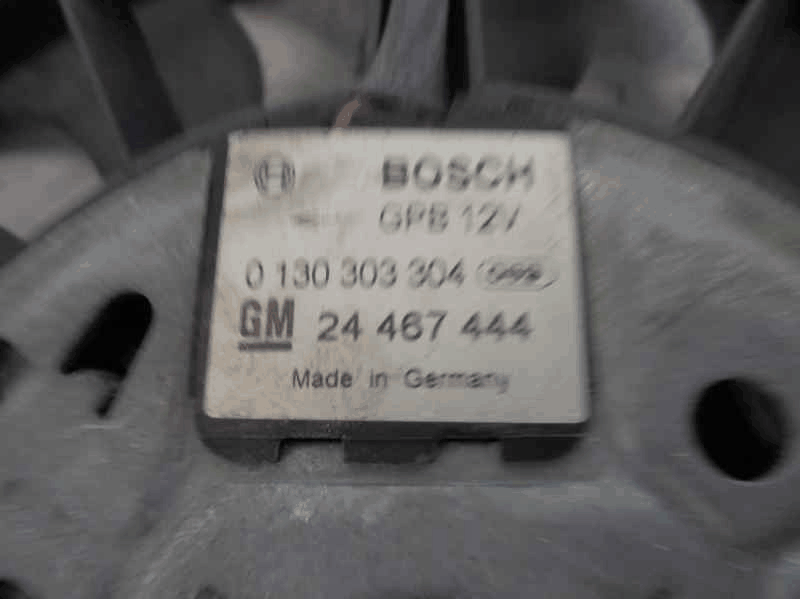 BOSCH
GPB 12V
0 130 303 304
GM 24 467 444
Made in Germany